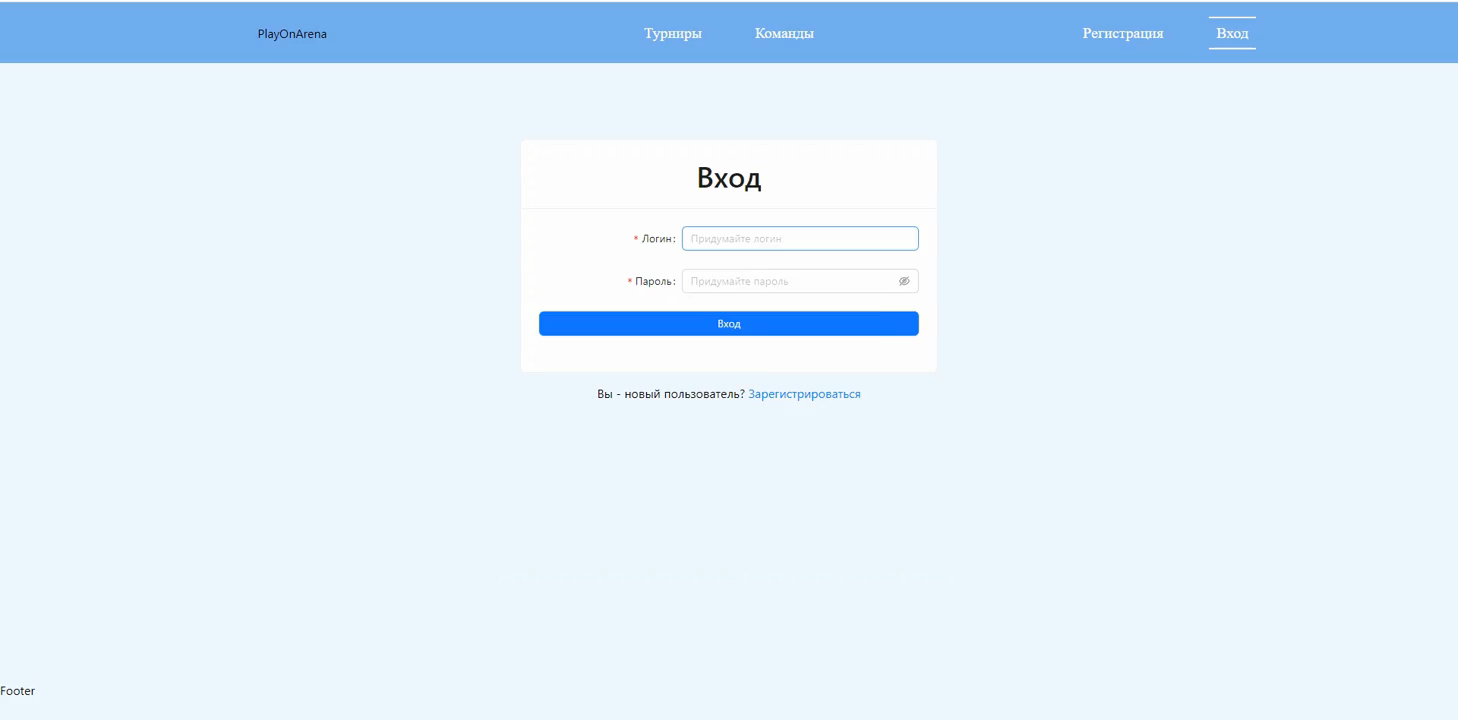 PlayOnArena Турниры Команды Регистрация Вход
Вход
* Логин: Придумайте логин
* Пароль: Придумайте пароль
Вход
Вы - новый пользователь? Зарегистрироваться
Footer